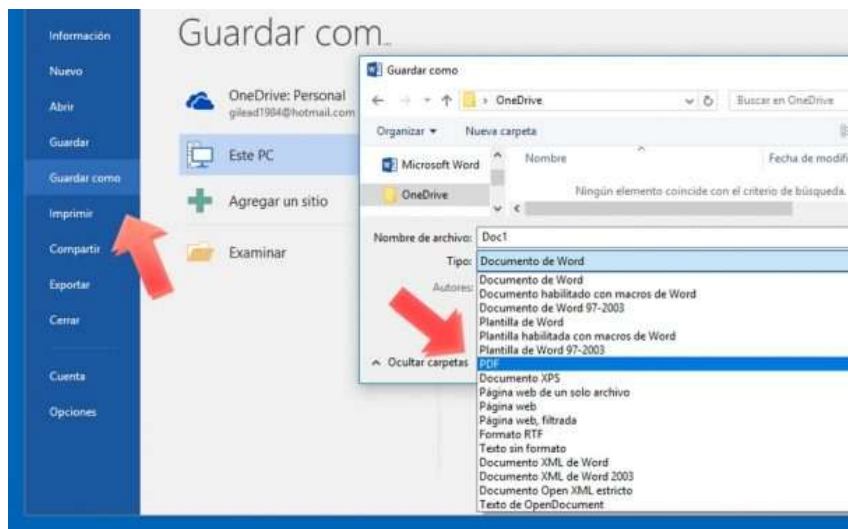 Información
Nuevo
Abrir
Guardar
Guardar como
Imprimir
Compartir
Exportar
Cerrar
Cuenta
Opciones
Guardar com...
OneDrive: Personal
gilead1984@hotmail.com
Este PC
Agregar un sitio
Examinar
Guardar como
OneDrive
Buscar en OneDrive
Organizar
Nueva carpeta
Microsoft Word
OneDrive
Nombre
Fecha de modifi
Ningún elemento coincide con el criterio de búsqueda.
Nombre de archivo: Doc1
Tipo: Documento de Word
Autores:
Documento de Word
Documento habilitado con macros de Word
Documento de Word 97-2003
Plantilla de Word
Plantilla habilitada con macros de Word
Plantilla de Word 97-2003
PDF
Documento XPS
Página web de un solo archivo
Página web
Página web, filtrada
Formato RTF
Texto sin formato
Documento XML de Word
Documento XML de Word 2003
Documento Open XML estricto
Texto de OpenDocument
Ocultar carpetas